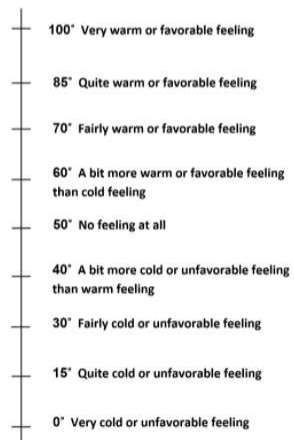 100° Very warm or favorable feeling
85° Quite warm or favorable feeling
70° Fairly warm or favorable feeling
60° A bit more warm or favorable feeling
than cold feeling
50° No feeling at all
40° A bit more cold or unfavorable feeling
than warm feeling
30° Fairly cold or unfavorable feeling
15° Quite cold or unfavorable feeling
0° Very cold or unfavorable feeling